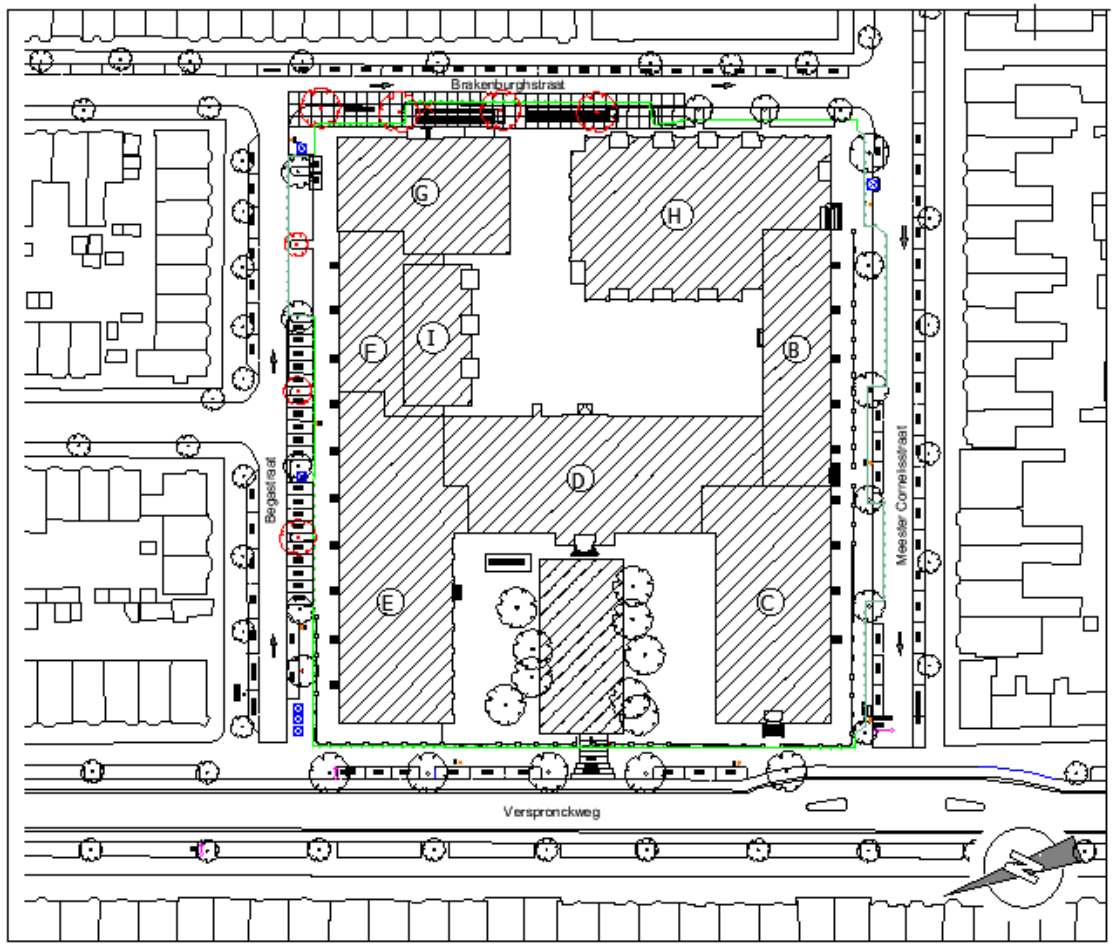 Brakenburghstraat
G
H
I
F
B
D
Begastraat
Meester Cornelisstraat
E
C
Verspronckweg
N